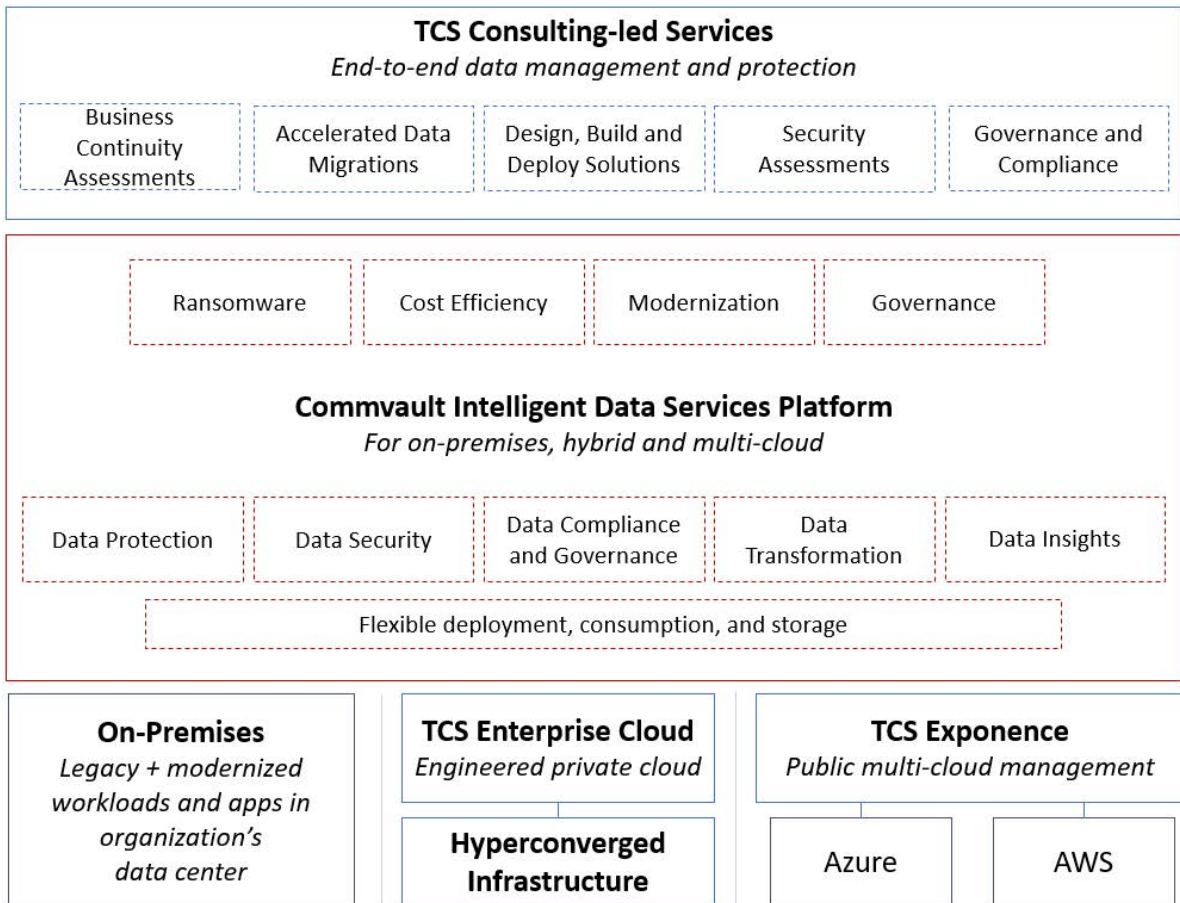 TCS Consulting-led Services
End-to-end data management and protection
Business
Continuity
Assessments
Accelerated Data
Migrations
Design, Build and
Deploy Solutions
Security
Assessments
Governance and
Compliance
Ransomware
Cost Efficiency
Modernization
Governance
Commvault Intelligent Data Services Platform
For on-premises, hybrid and multi-cloud
Data Protection
Data Security
Data Compliance
and Governance
Data
Transformation
Data Insights
Flexible deployment, consumption, and storage
On-Premises
Legacy + modernized
workloads and apps in
organization’s
data center
TCS Enterprise Cloud
Engineered private cloud
Hyperconverged
Infrastructure
TCS Exponence
Public multi-cloud management
Azure
AWS